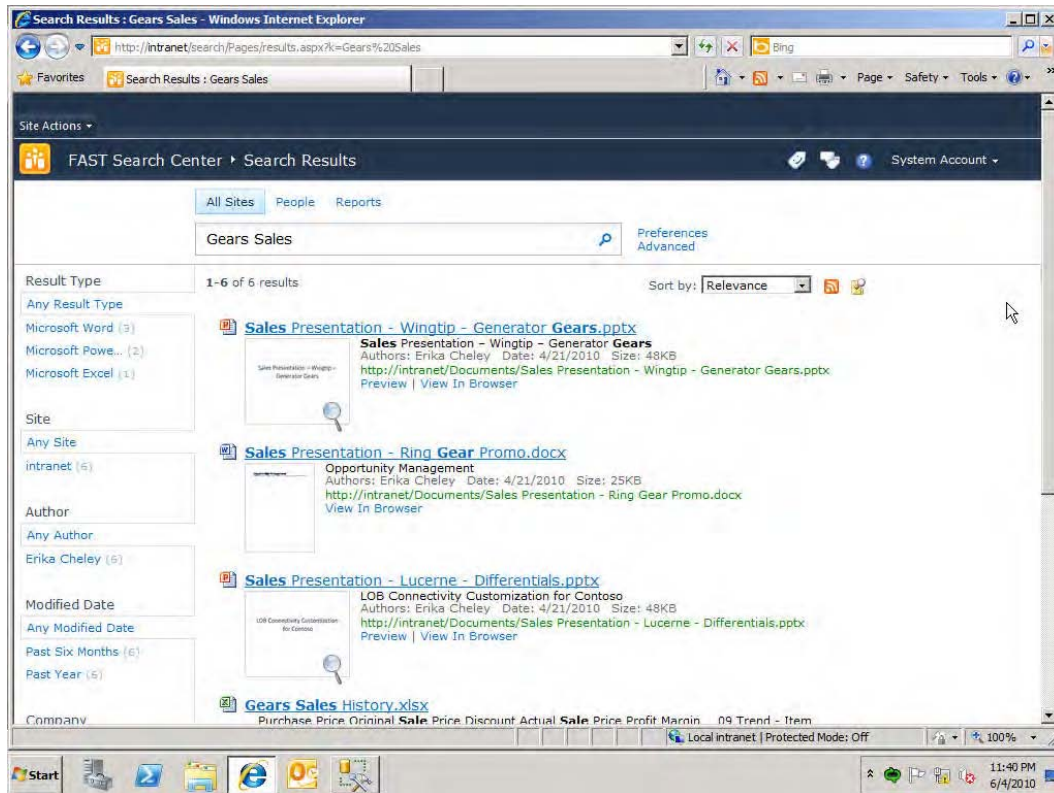 Search Results : Gears Sales - Windows Internet Explorer
http://intranet/search/Pages/results.aspx?k=Gears%20Sales
Bing
Favorites
Search Results : Gears Sales
Page
Safety
Tools
Site Actions
FAST Search Center
Search Results
System Account
All Sites
People
Reports
Gears Sales
Preferences
Advanced
Result Type
1-6 of 6 results
Sort by:
Relevance
Any Result Type
Microsoft Word (3)
Microsoft Powe... (2)
Microsoft Excel (1)
Site
Any Site
intranet (6)
Author
Any Author
Erika Cheley (6)
Modified Date
Any Modified Date
Past Six Months (6)
Past Year (6)
Company
Sales Presentation - Wingtip - Generator Gears.pptx
Sales Presentation – Wingtip –
Generator Gears
Sales Presentation – Wingtip – Generator Gears
Authors: Erika Cheley Date: 4/21/2010 Size: 48KB
http://intranet/Documents/Sales Presentation - Wingtip - Generator Gears.pptx
Preview | View In Browser
Sales Presentation - Ring Gear Promo.docx
Opportunity Management
Authors: Erika Cheley Date: 4/21/2010 Size: 25KB
http://intranet/Documents/Sales Presentation - Ring Gear Promo.docx
View In Browser
Sales Presentation - Lucerne - Differentials.pptx
LOB Connectivity Customization
for Contoso
LOB Connectivity Customization for Contoso
Authors: Erika Cheley Date: 4/21/2010 Size: 48KB
http://intranet/Documents/Sales Presentation - Lucerne - Differentials.pptx
Preview | View In Browser
Gears Sales History.xlsx
Purchase Price Original Sale Price Discount Actual Sale Price Profit Margin 09 Trend - Item
Local intranet | Protected Mode: Off
100%
Start
11:40 PM
6/4/2010